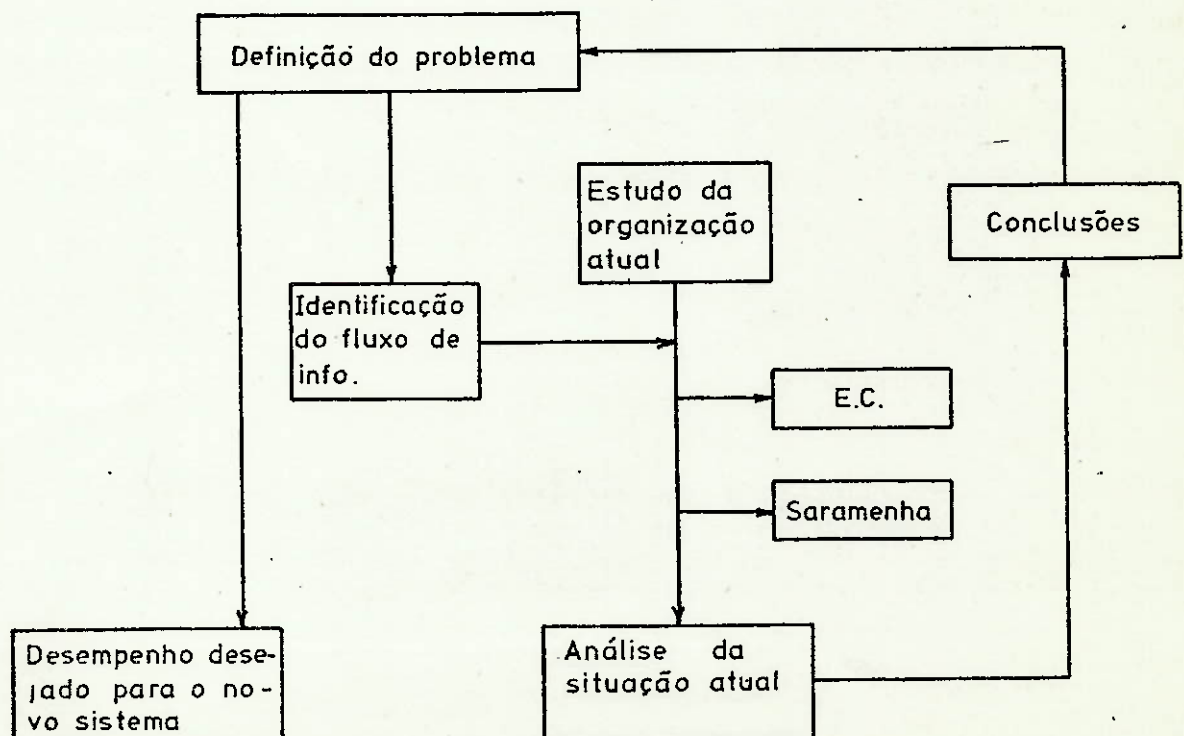 Definição do problema
Estudo da
organização
atual
Conclusões
Identificação
do fluxo de
info.
E.C.
Saramenha
Desempenho dese-
jado para o no-
vo sistema
Análise da
situação atual